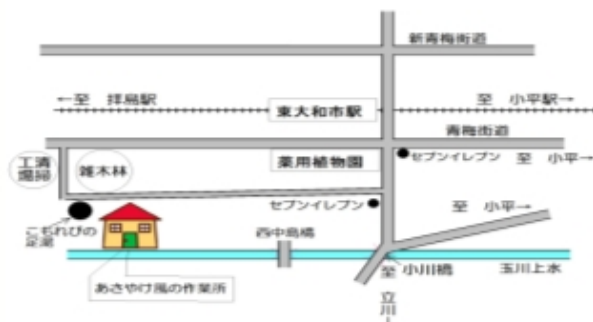 新青梅街道
←至 拝島駅
東大和市駅
至 小平駅→
青梅街道
清掃
工場
雑木林
薬用植物園
セブンイレブン
至 小平→
セブンイレブン
至 小平→
こもれびの
足湯
西中島橋
小川橋
玉川上水
あさやけ風の作業所
至
立川
↓